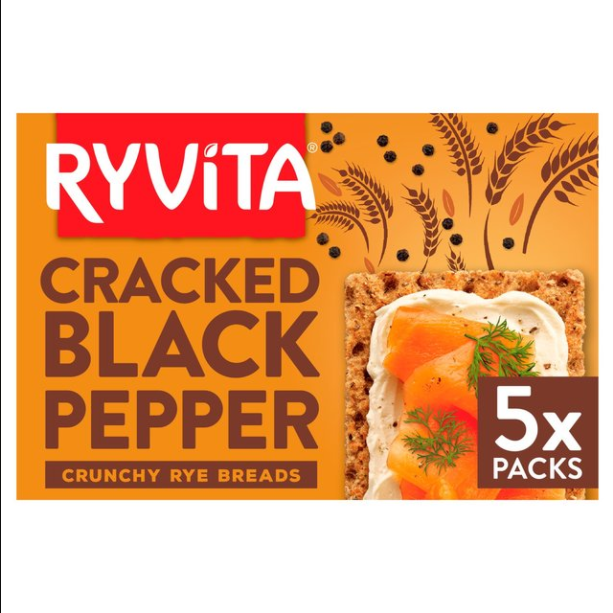 RYVITA®
CRACKED
BLACK
PEPPER
CRUNCHY RYE BREADS
5x
PACKS